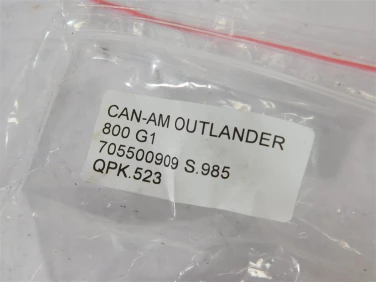 CAN-AM OUTLANDER
800 G1
705500909 S.985
QPK.523